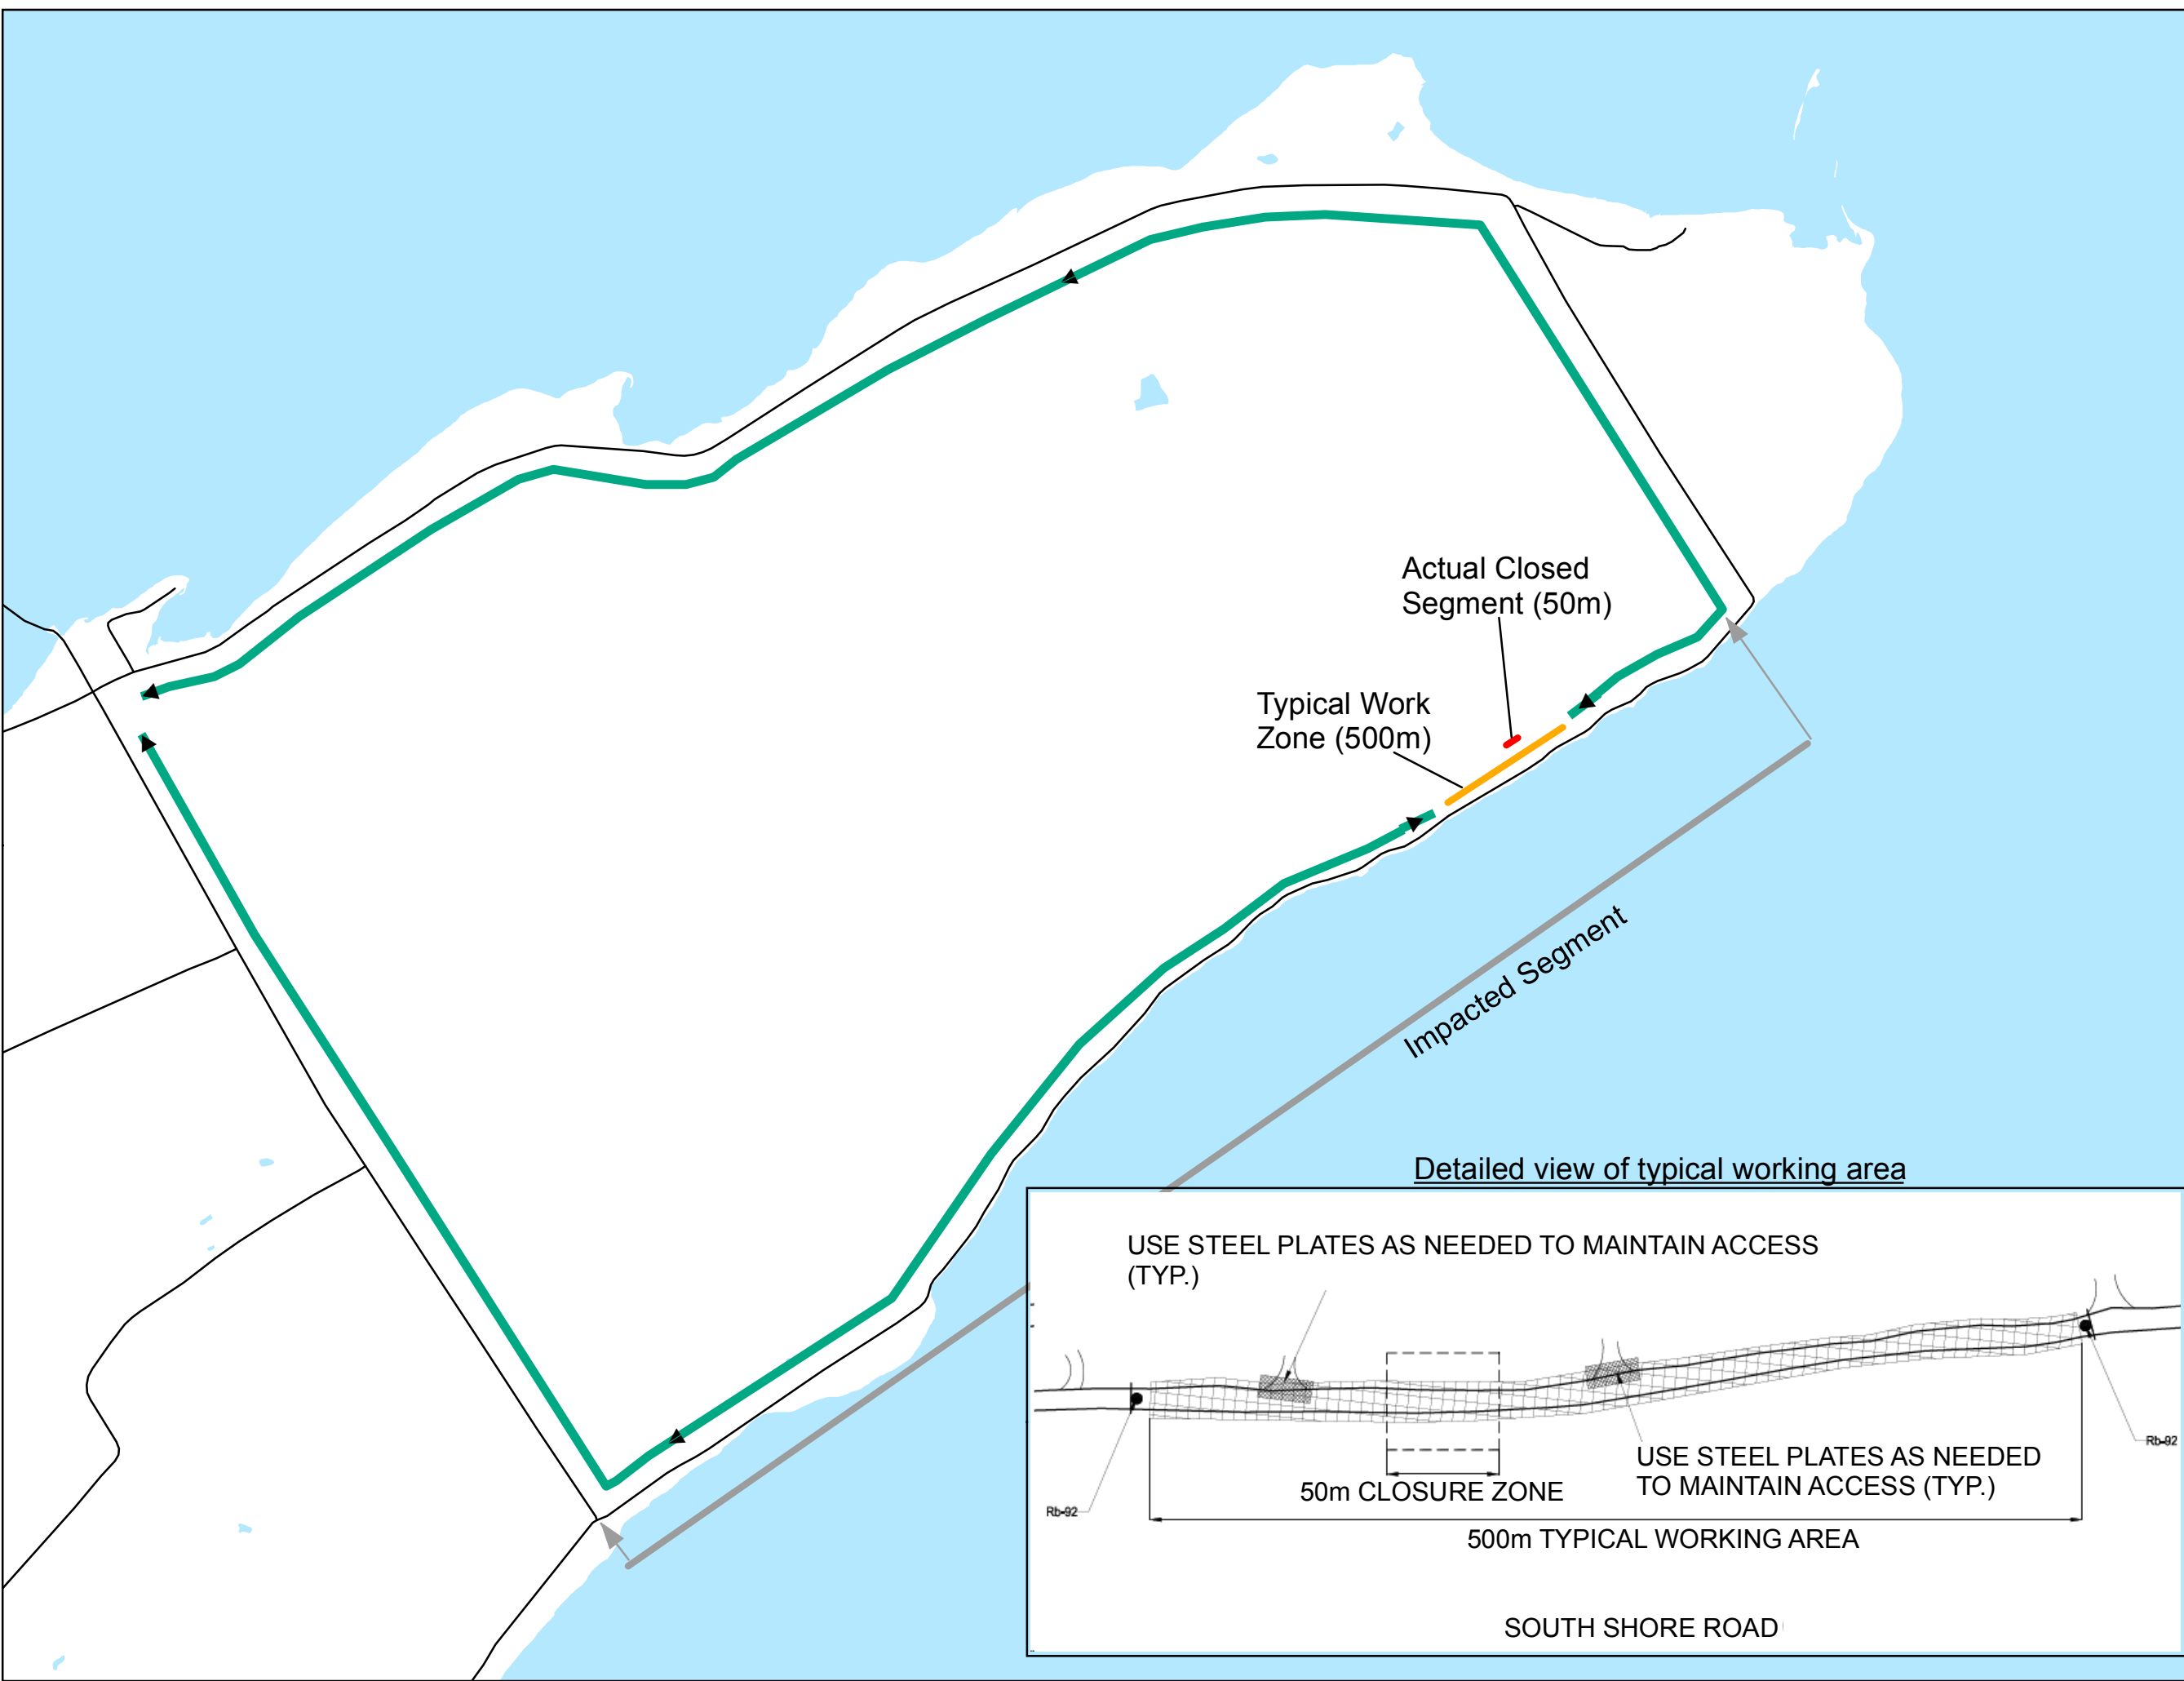 Actual Closed
Segment (50m)
Typical Work
Zone (500m)
Impacted Segment
Detailed view of typical working area
USE STEEL PLATES AS NEEDED TO MAINTAIN ACCESS
(TYP.)
USE STEEL PLATES AS NEEDED
TO MAINTAIN ACCESS (TYP.)
Rb-92
50m CLOSURE ZONE
Rb-92
500m TYPICAL WORKING AREA
SOUTH SHORE ROAD